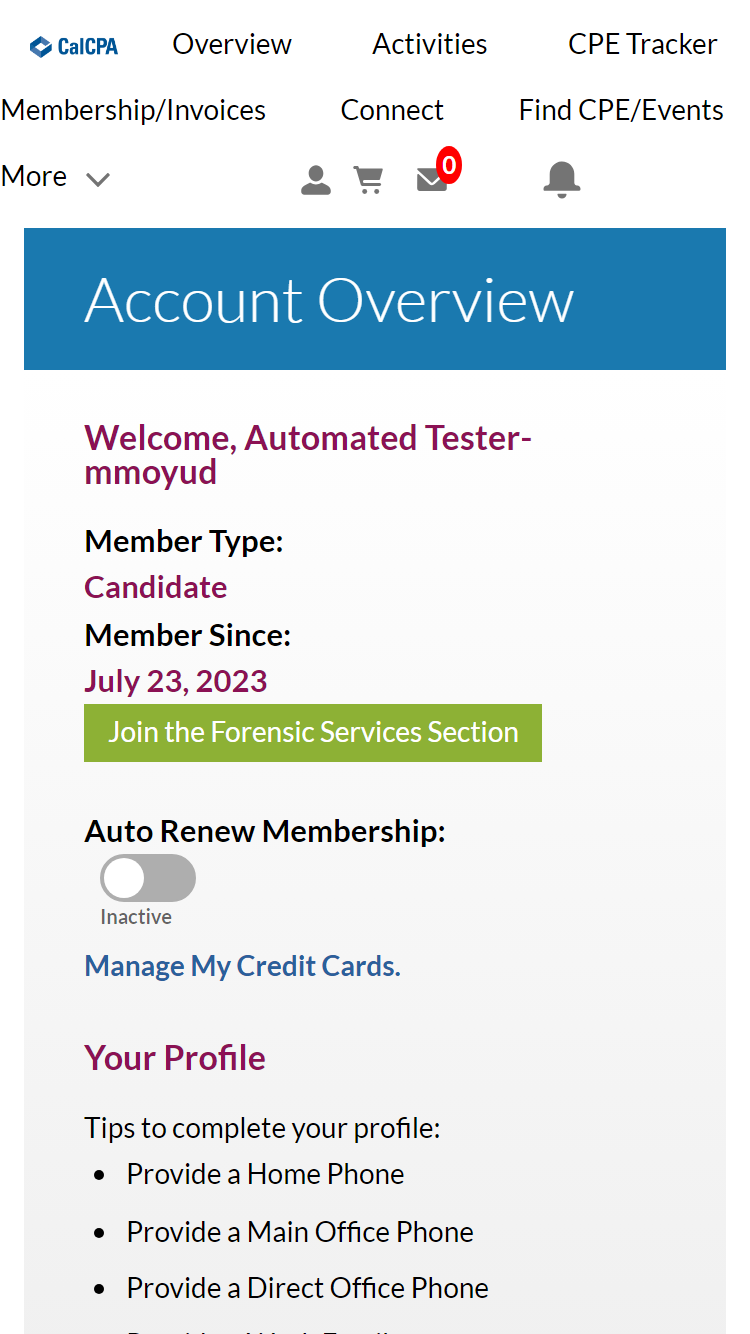 CalCPA Overview Activities CPE Tracker
Membership/Invoices Connect Find CPE/Events
More 0
Account Overview
Welcome, Automated Tester-
mmoyud
Member Type:
Candidate
Member Since:
July 23, 2023
Join the Forensic Services Section
Auto Renew Membership:
Inactive
Manage My Credit Cards.
Your Profile
Tips to complete your profile:
• Provide a Home Phone
• Provide a Main Office Phone
• Provide a Direct Office Phone